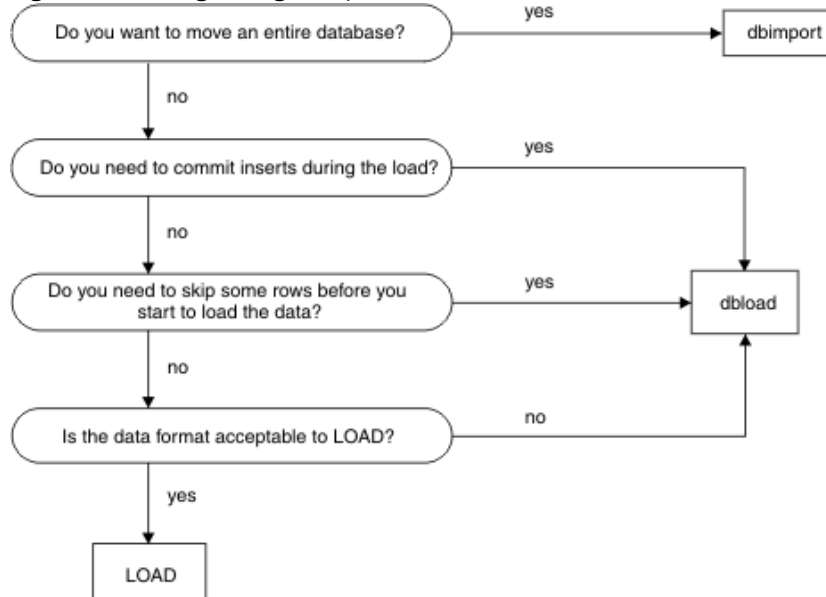 Do you want to move an entire database?
yes
dbimport
no
Do you need to commit inserts during the load?
yes
no
Do you need to skip some rows before you
start to load the data?
yes
dbload
no
Is the data format acceptable to LOAD?
no
yes
LOAD